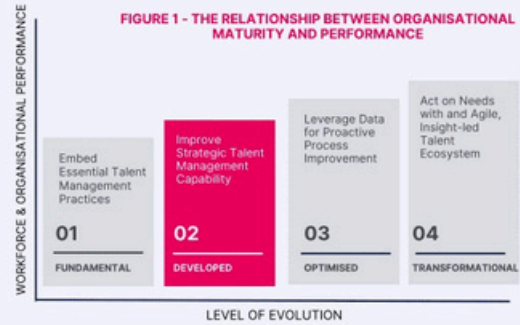 FIGURE 1 - THE RELATIONSHIP BETWEEN ORGANISATIONAL
MATURITY AND PERFORMANCE
WORKFORCE & ORGANISATIONAL PERFORMANCE
Embed
Essential Talent
Management
Practices
01
FUNDAMENTAL
Improve
Strategic Talent
Management
Capability
02
DEVELOPED
Leverage Data
for Proactive
Process
Improvement
03
OPTIMISED
Act on Needs
with and Agile,
Insight-led
Talent
Ecosystem
04
TRANSFORMATIONAL
LEVEL OF EVOLUTION